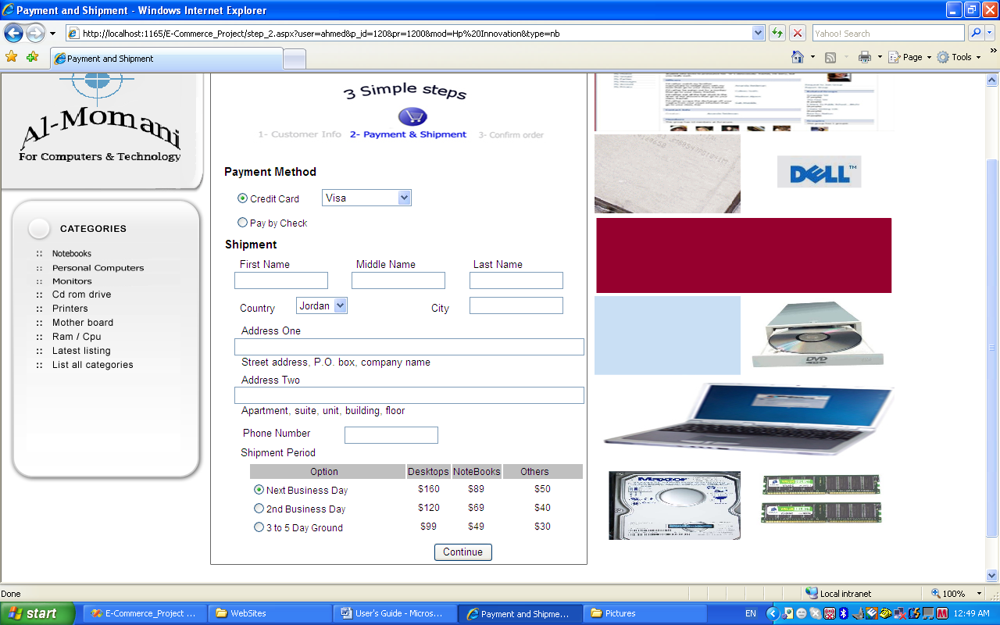 Payment and Shipment - Windows Internet Explorer
http://localhost:1165/E-Commerce_Project/step_2.aspx?user=ahmed&p_id=120&pr=1200&mod=Hp%20Innovation&type=nb
Yahoo! Search
Payment and Shipment
Page
Tools
Al-Momani
For Computers & Technology
CATEGORIES
:: Notebooks
:: Personal Computers
:: Monitors
:: Cd rom drive
:: Printers
:: Mother board
:: Ram / Cpu
:: Latest listing
:: List all categories
3 Simple steps
1- Customer Info 2- Payment & Shipment 3- Confirm order
Payment Method
Credit Card Visa
Pay by Check
Shipment
First Name Middle Name Last Name
Country Jordan City
Address One
Street address, P.O. box, company name
Address Two
Apartment, suite, unit, building, floor
Phone Number
Shipment Period
Option Desktops NoteBooks Others
Next Business Day $160 $89 $50
2nd Business Day $120 $69 $40
3 to 5 Day Ground $99 $49 $30
Continue
DELL™
DVD
Maxtor
Done
Local intranet
100%
start
E-Commerce_Project ...
WebSites
User's Guide - Micros...
Payment and Shipme...
Pictures
EN
12:49 AM